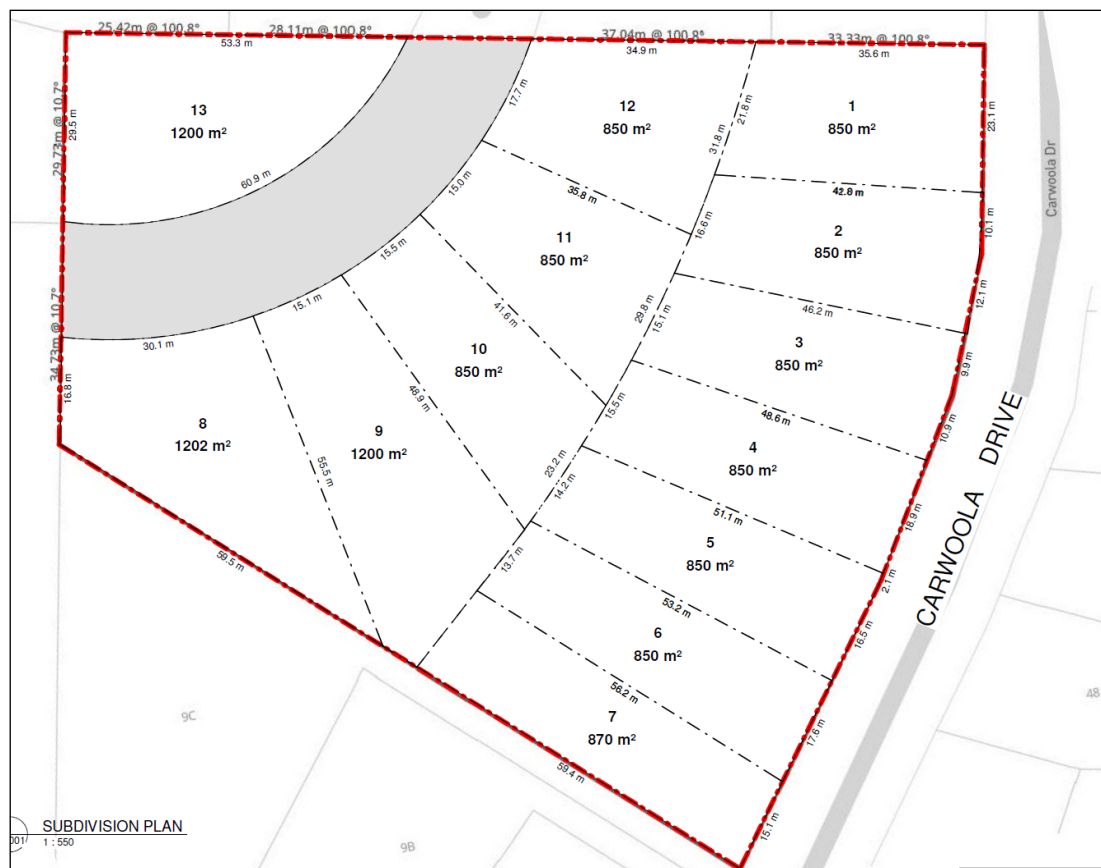 25.42m @ 100.8°
28.11m @ 100.8°
37.04m @ 100.8°
33.33m @ 100.8°
53.3 m
34.9 m
35.6 m
29.73m @ 10.7°
29.5 m
13
1200 m²
60.9 m
17.7 m
12
850 m²
31.8 m
21.8 m
1
850 m²
23.1 m
Carwoola Dr
42.8 m
35.8 m
15.0 m
16.6 m
10.1 m
2
850 m²
11
850 m²
15.5 m
12.1 m
46.2 m
15.1 m
41.6 m
29.8 m
15.1 m
3
850 m²
9.9 m
34.73m @ 10.7°
30.1 m
16.8 m
10
850 m²
48.9 m
15.5 m
48.6 m
10.9 m
CARWOOLA DRIVE
8
1202 m²
9
1200 m²
55.5 m
23.2 m
14.2 m
4
850 m²
51.1 m
18.9 m
5
850 m²
2.1 m
13.7 m
59.5 m
53.2 m
16.5 m
6
850 m²
56.2 m
7
870 m²
17.6 m
59.4 m
15.1 m
9C
48
9B
001
SUBDIVISION PLAN
1 : 550